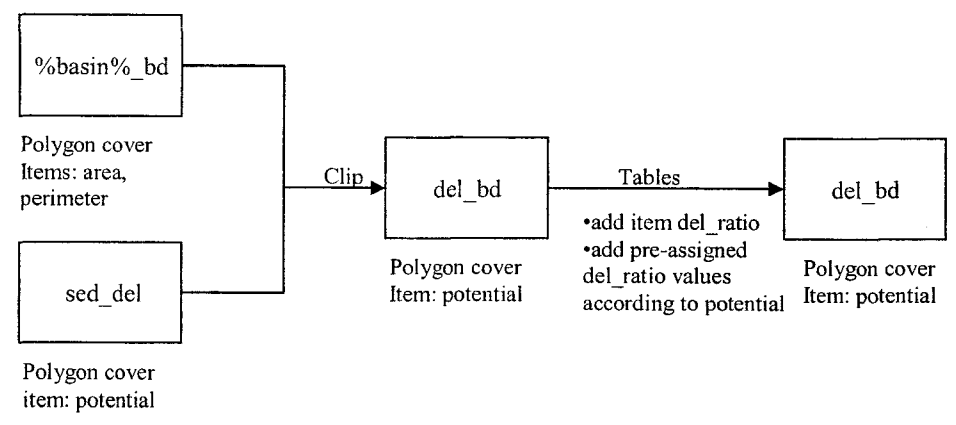 %basin%_bd
Polygon cover
Items: area,
perimeter
sed_del
Polygon cover
item: potential
Clip
del_bd
Polygon cover
Item: potential
Tables
•add item del_ratio
•add pre-assigned
del_ratio values
according to potential
del_bd
Polygon cover
Item: potential